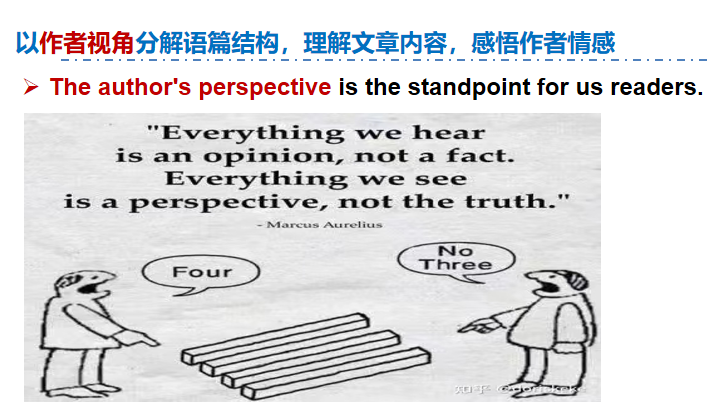 以作者视角分解语篇结构，理解文章内容，感悟作者情感
➢ The author's perspective is the standpoint for us readers.
"Everything we hear
is an opinion, not a fact.
Everything we see
is a perspective, not the truth."
- Marcus Aurelius
Four
No
Three
知乎